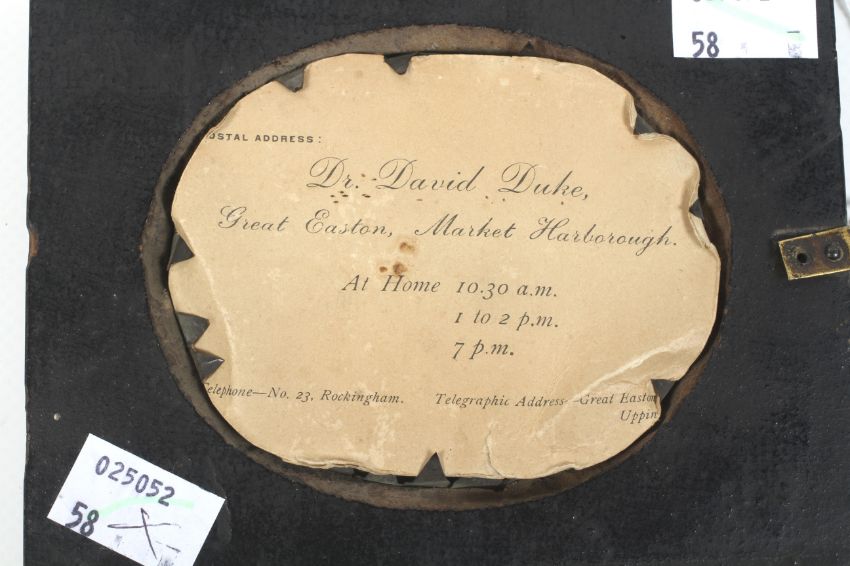 58
OSTAL ADDRESS:
Dr. David Duke,
Great Easton, Market Harborough.
At Home 10.30 a.m.
1 to 2 p.m.
7 p.m.
Telephone—No. 23, Rockingham. Telegraphic Address—Great Easton
Uppin
025052
58